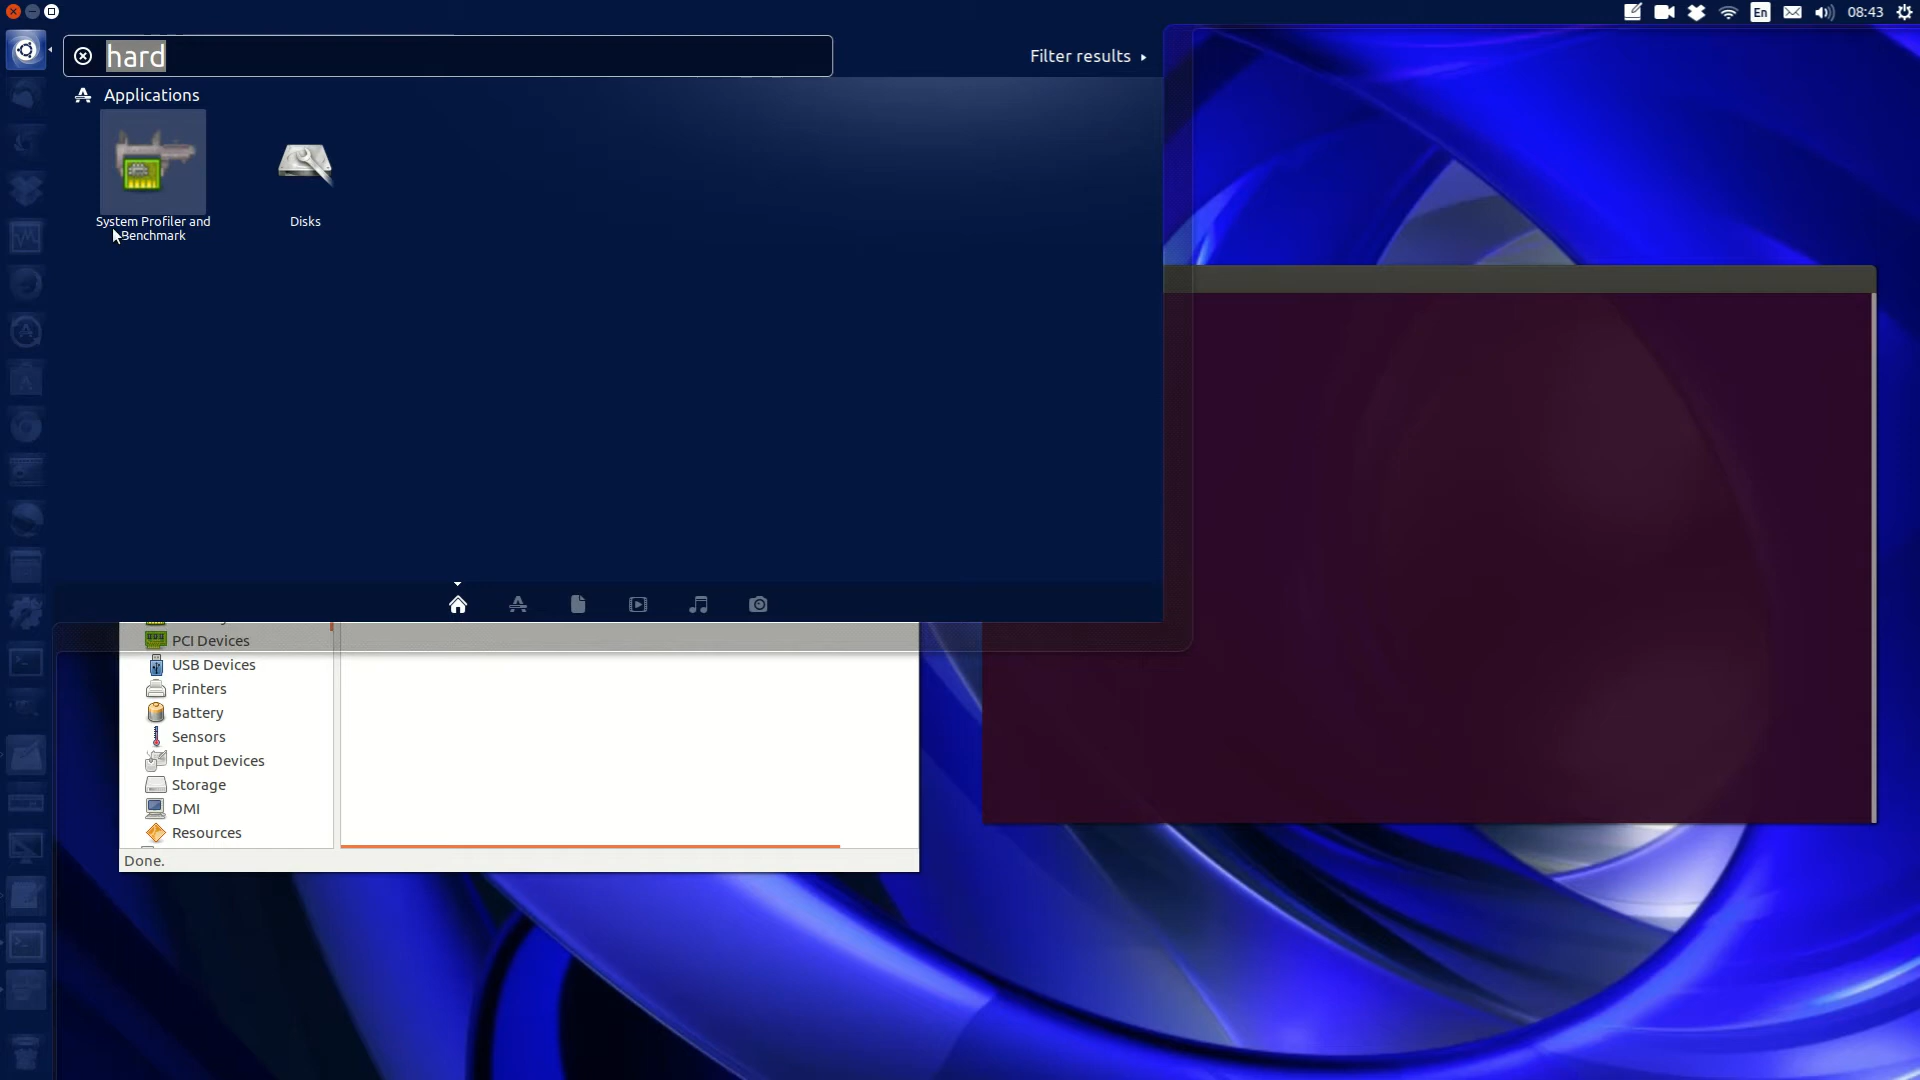 En
08:43
hard
Filter results
Applications
System Profiler and
Benchmark
Disks
PCI Devices
USB Devices
Printers
Battery
Sensors
Input Devices
Storage
DMI
Resources
Done.